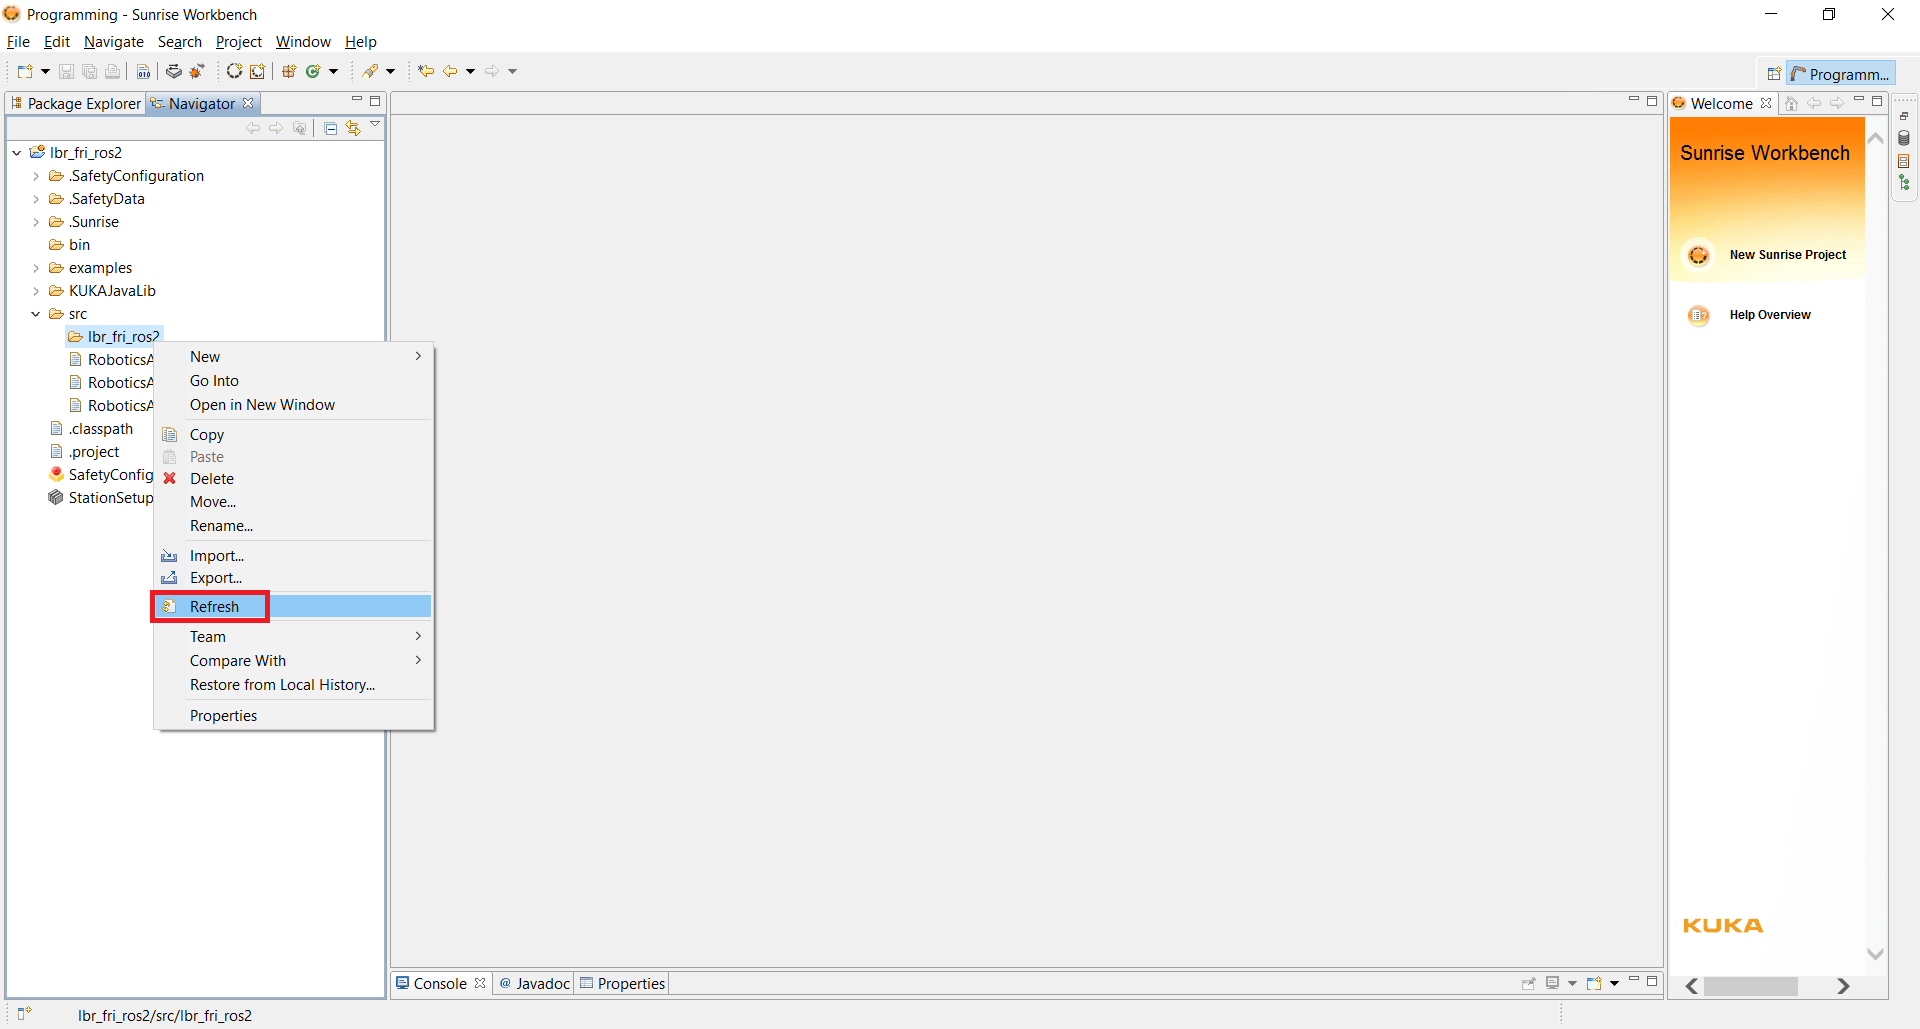 Programming - Sunrise Workbench
File Edit Navigate Search Project Window Help
Programm...
Package Explorer Navigator
lbr_fri_ros2
.SafetyConfiguration
.SafetyData
.Sunrise
bin
examples
KUKAJavaLib
src
lbr_fri_ros2
RoboticsA
RoboticsA
RoboticsA
.classpath
.project
SafetyConfig
StationSetup
New
Go Into
Open in New Window
Copy
Paste
Delete
Move...
Rename...
Import...
Export...
Refresh
Team
Compare With
Restore from Local History...
Properties
Welcome
Sunrise Workbench
New Sunrise Project
Help Overview
KUKA
Console @ Javadoc Properties
lbr_fri_ros2/src/lbr_fri_ros2